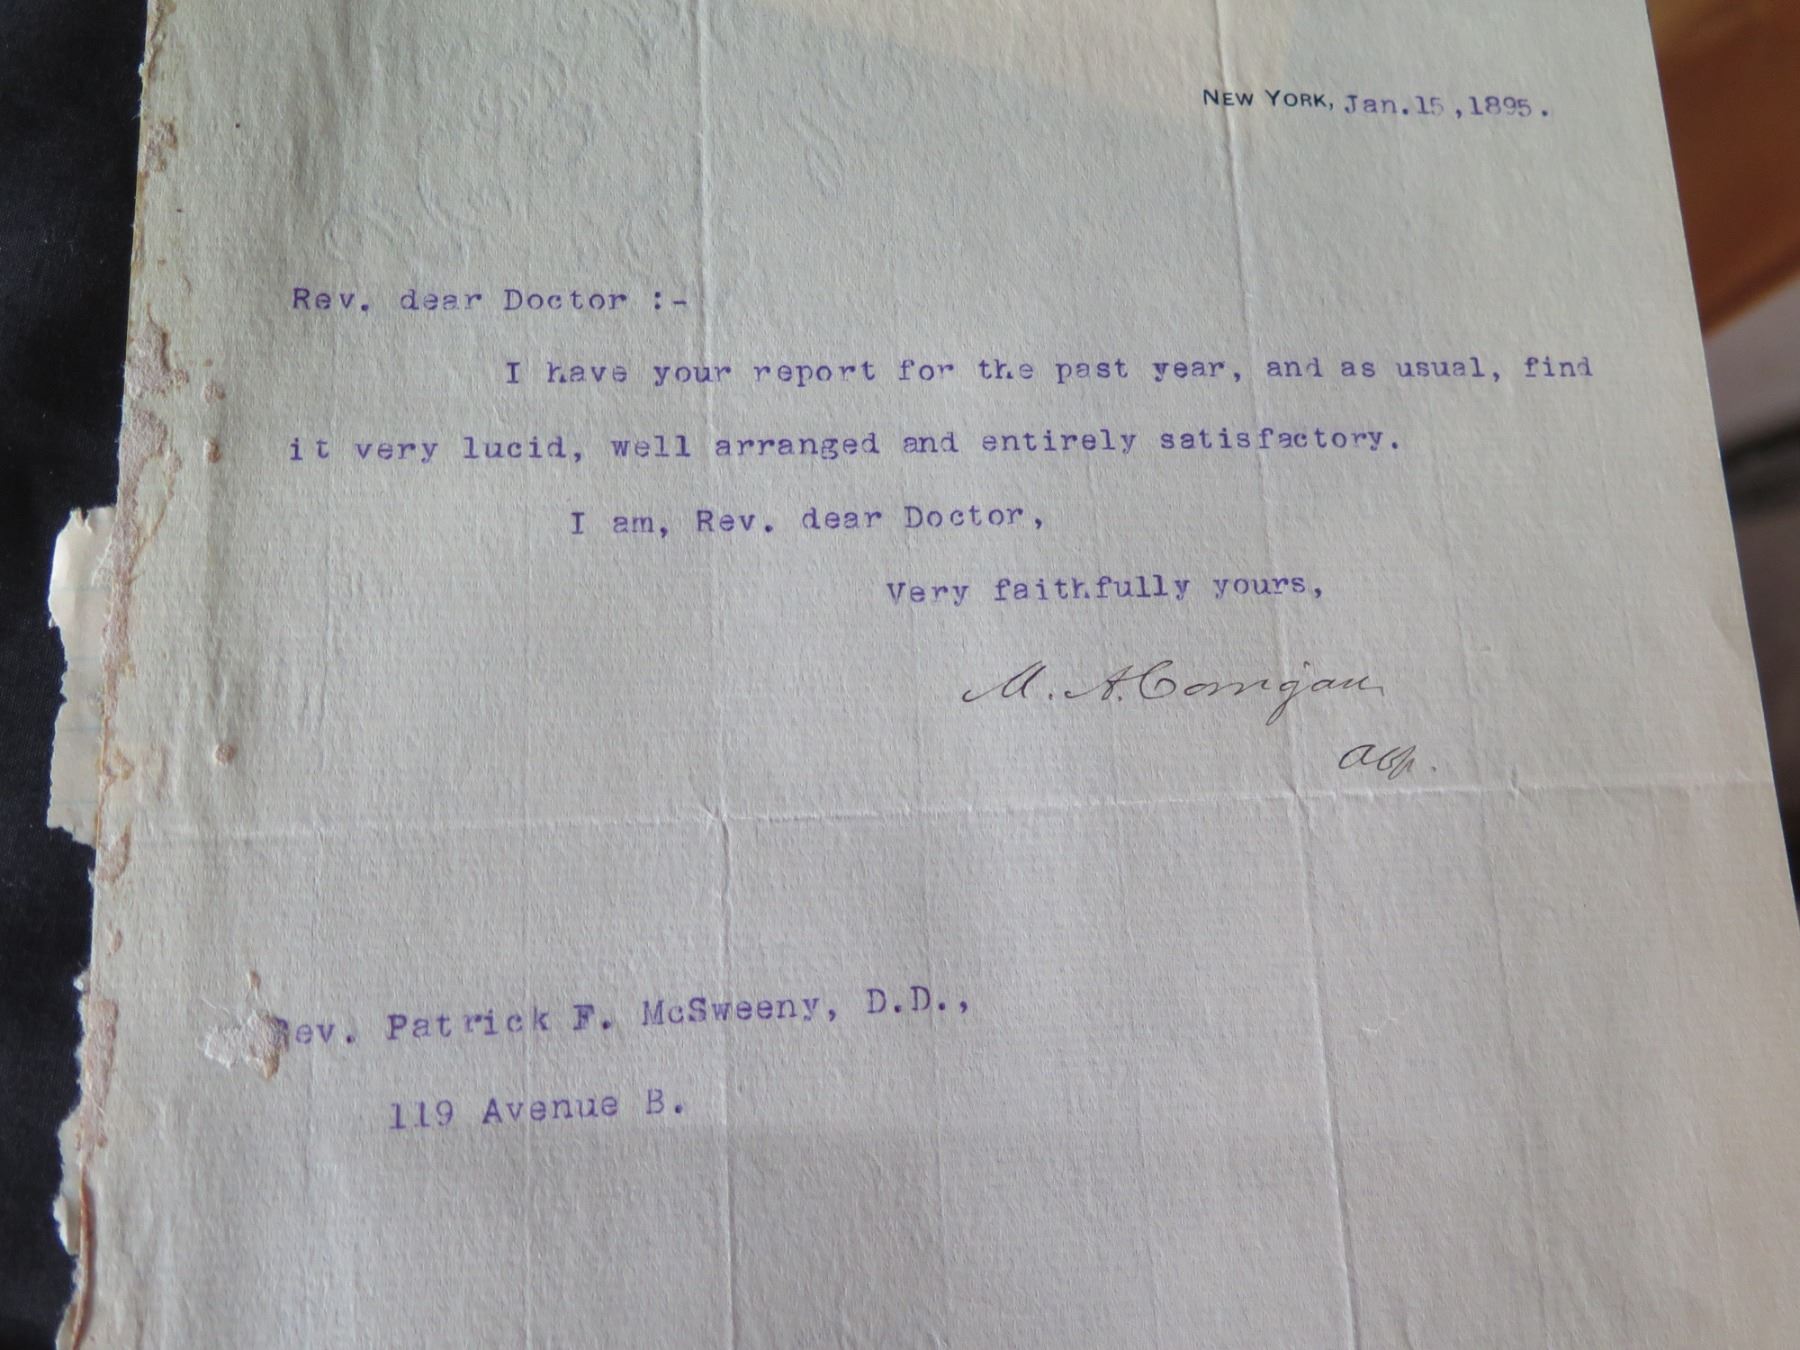 NEW YORK, Jan. 15, 1895.
Rev. dear Doctor :-
I have your report for the past year, and as usual, find
it very lucid, well arranged and entirely satisfactory.
I am, Rev. dear Doctor,
Very faithfully yours,
M. A. Corrigan
abp.
Rev. Patrick F. McSweeny, D.D.,
119 Avenue B.